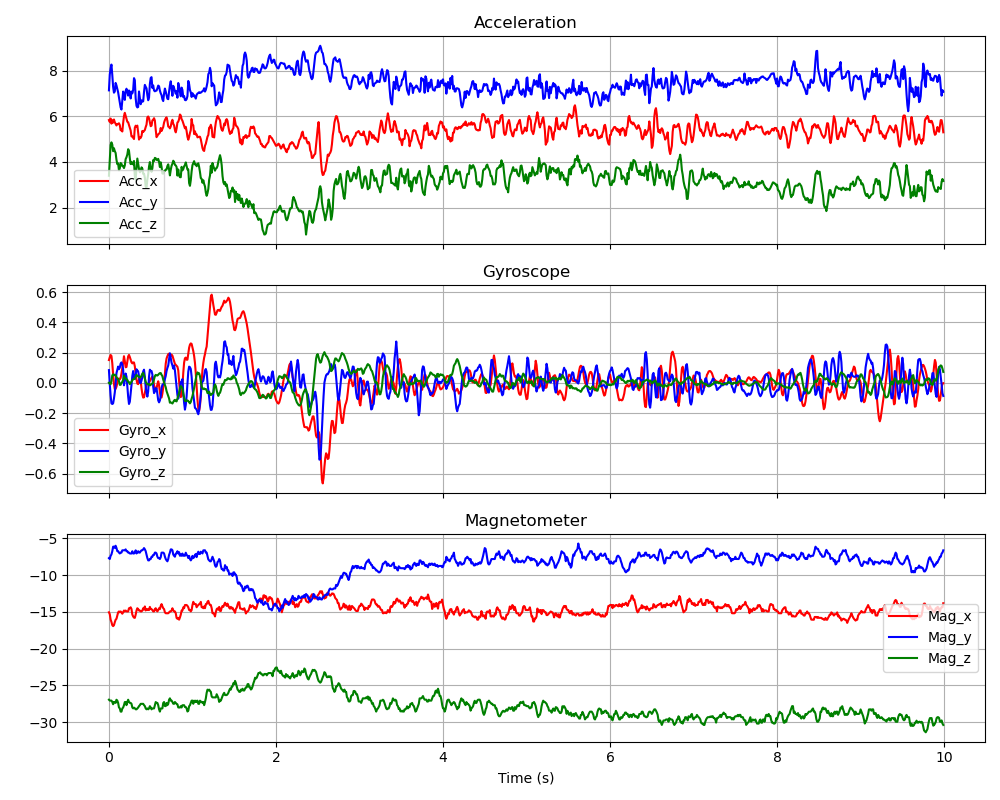 Acceleration
8
6
4
2
Acc_x
Acc_y
Acc_z
Gyroscope
0.6
0.4
0.2
0.0
−0.2
−0.4
−0.6
Gyro_x
Gyro_y
Gyro_z
Magnetometer
−5
−10
−15
−20
−25
−30
Mag_x
Mag_y
Mag_z
0 2 4 6 8 10
Time (s)